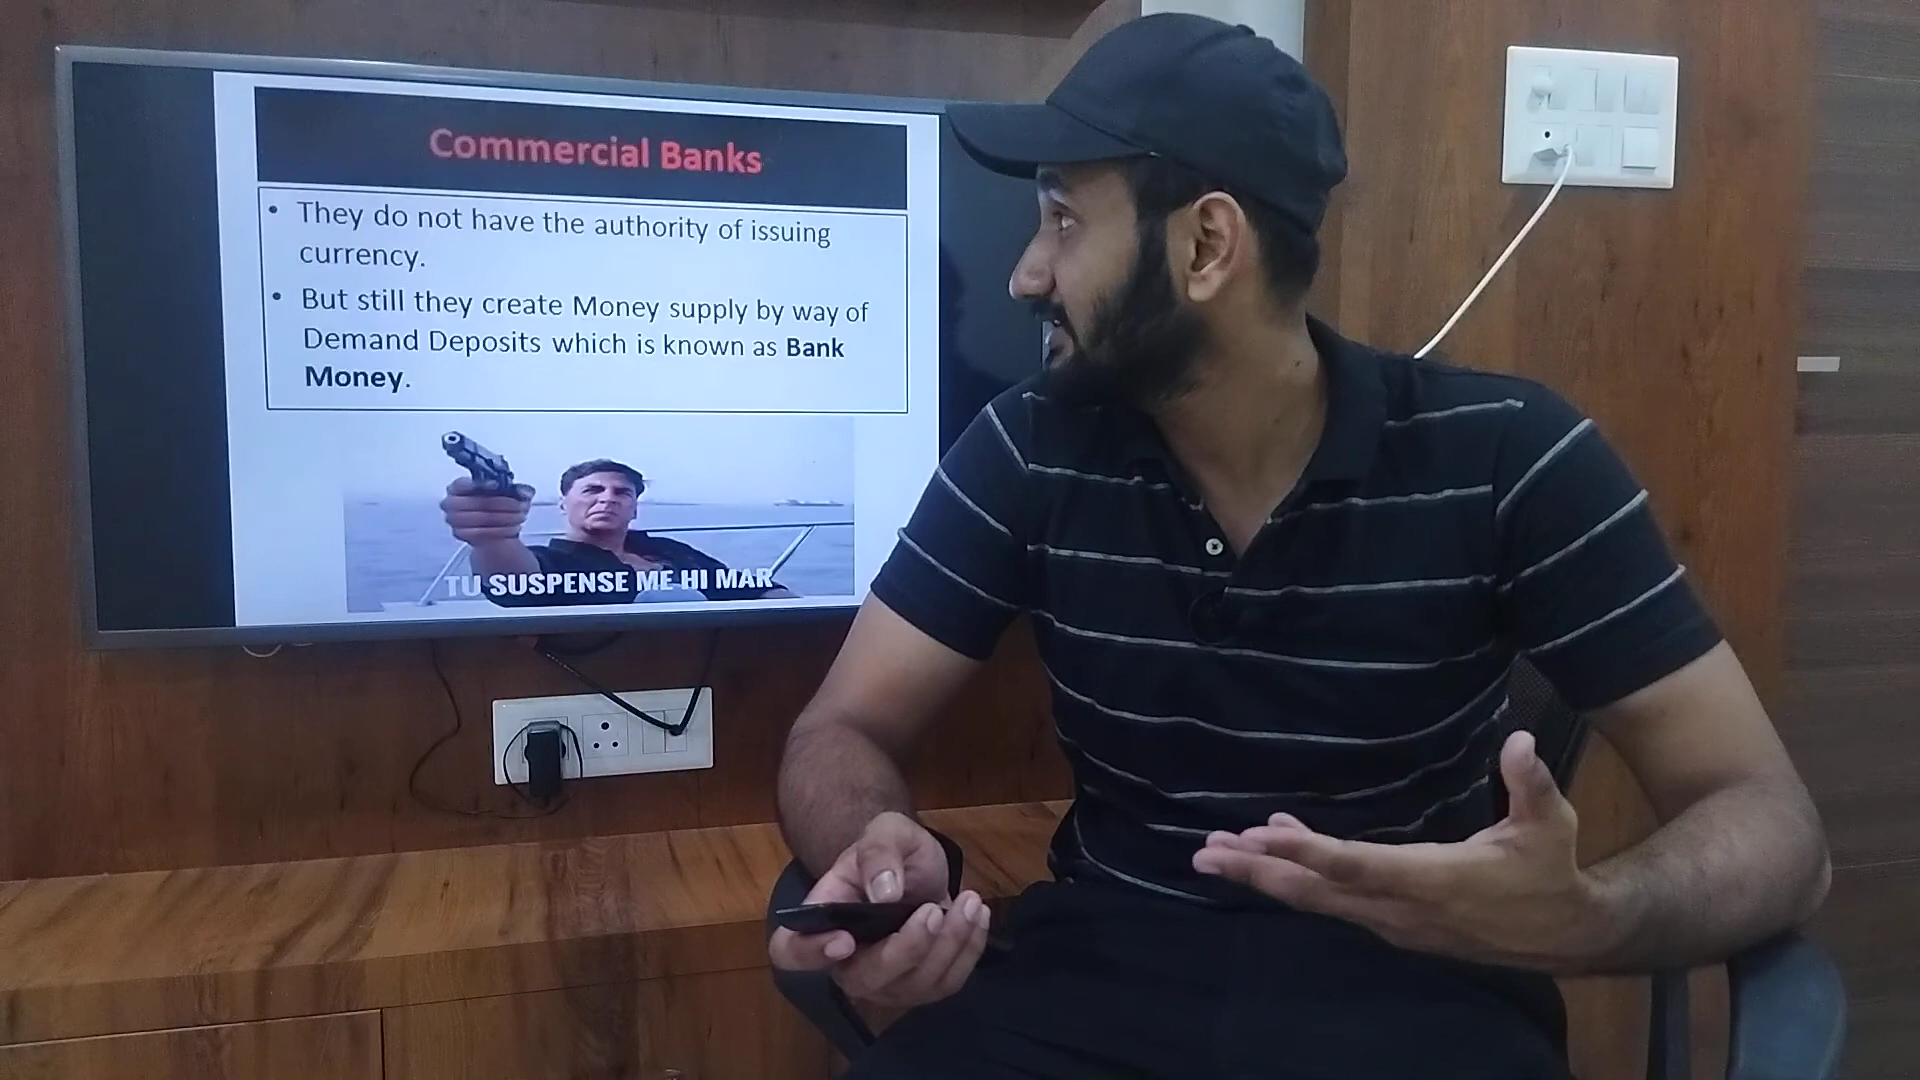 Commercial Banks
• They do not have the authority of issuing
currency.
• But still they create Money supply by way of
Demand Deposits which is known as Bank
Money.
TU SUSPENSE ME HI MAR